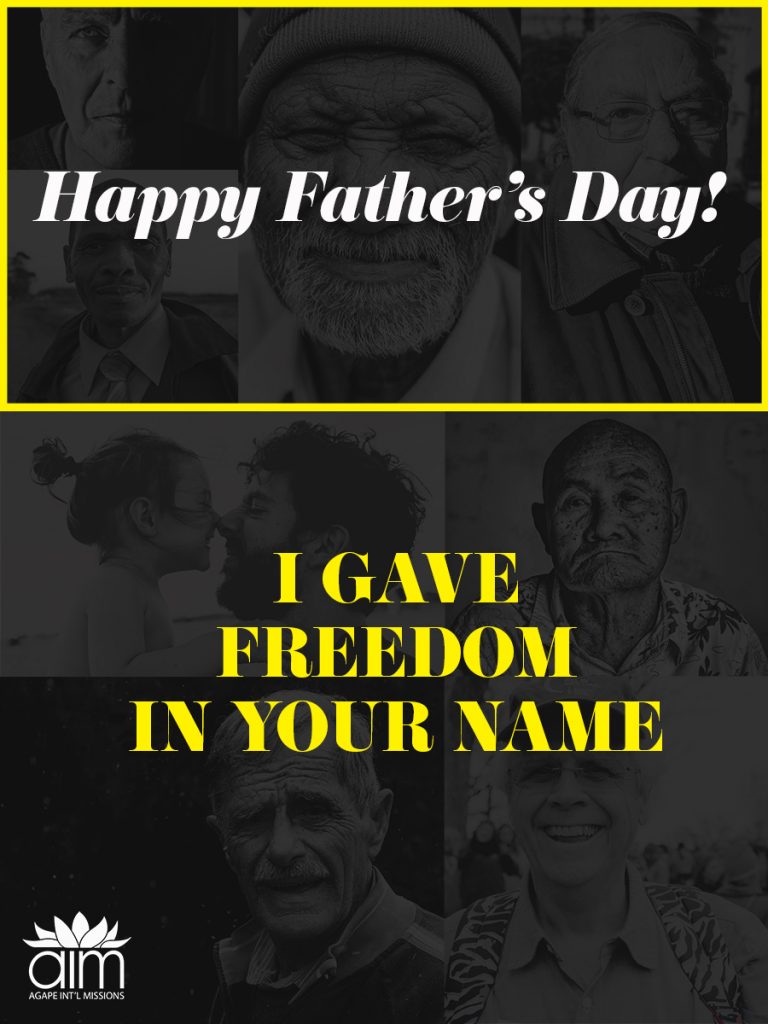 Happy Father's Day!
I GAVE
FREEDOM
IN YOUR NAME
aim
AGAPE INT'L MISSIONS